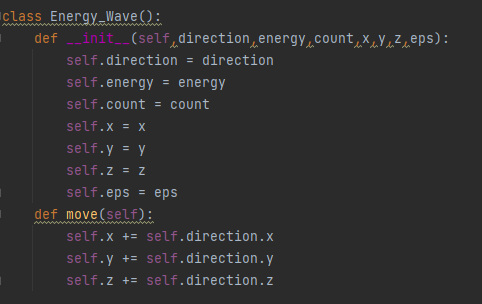 class Energy_Wave():
    def __init__(self,direction,energy,count,x,y,z,eps):
        self.direction = direction
        self.energy = energy
        self.count = count
        self.x = x
        self.y = y
        self.z = z
        self.eps = eps
    def move(self):
        self.x += self.direction.x
        self.y += self.direction.y
        self.z += self.direction.z